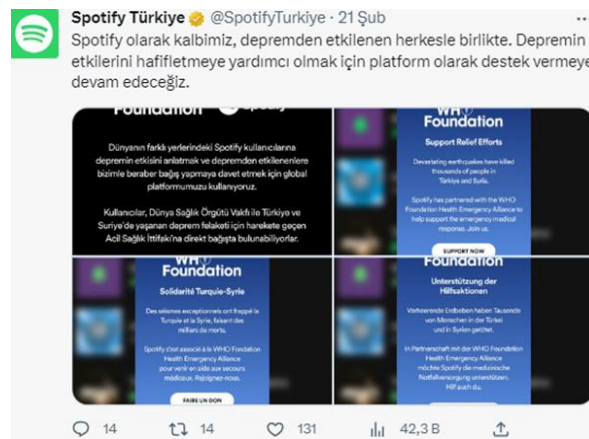 Spotify Türkiye @SpotifyTurkiye · 21 Şub
Spotify olarak kalbimiz, depremden etkilenen herkesle birlikte. Depremin
etkilerini hafifletmeye yardımcı olmak için platform olarak destek vermeye
devam edeceğiz.
Foundation Spotify
Dünyanın farklı yerlerindeki Spotify kullanıcılarına
depremin etkisini anlatmak ve depremden etkilenenlere
bizimle beraber bağış yapmaya davet etmek için global
platformumuzu kullanıyoruz.
Kullanıcılar, Dünya Sağlık Örgütü Vakfı ile Türkiye ve
Suriye'de yaşanan deprem felaketi için harekete geçen
Acil Sağlık İttifakı'na direkt bağışta bulunabiliyorlar.
WHO
Foundation
Support Relief Efforts
Devastating earthquakes have killed
thousands of people in
Türkiye and Syria.
Spotify has partnered with the WHO
Foundation Health Emergency Alliance to
help support the emergency medical
response. Join us.
SUPPORT NOW
WHO
Foundation
Solidarité Turquie-Syrie
Des séismes exceptionnels ont frappé la
Turquie et la Syrie, faisant des
milliers de morts.
Spotify s'est associé à la WHO Fondation
Health Emergency Alliance
pour venir en aide aux secours
médicaux. Rejoignez-nous.
FAIRE UN DON
Foundation
Unterstützung der
Hilfsaktionen
Verheerende Erdbeben haben Tausende
von Menschen in der Türkei
und in Syrien getötet.
In Partnerschaft mit der WHO Foundation
Health Emergency Alliance
möchte Spotify die medizinische
Notfallversorgung unterstützen.
Hilf auch du.
14 14 131 42,3 B